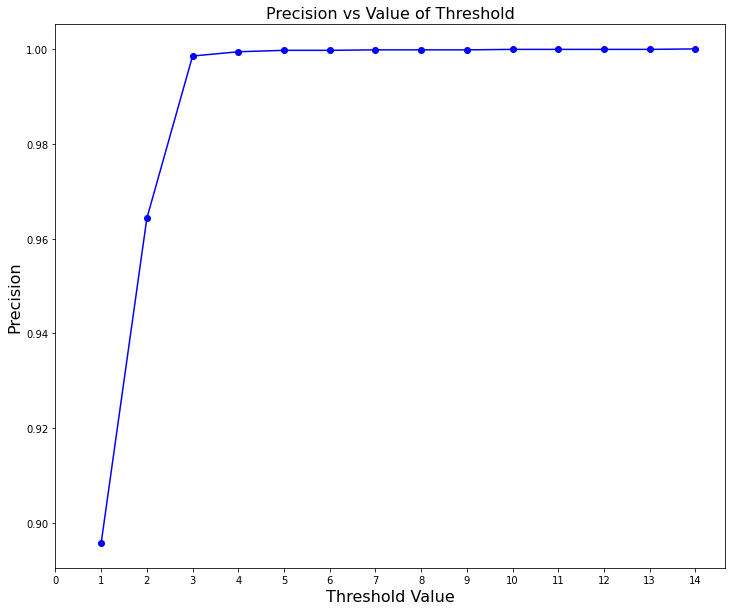 Precision vs Value of Threshold
1.00
0.98
0.96
0.94
0.92
0.90
Precision
0 1 2 3 4 5 6 7 8 9 10 11 12 13 14
Threshold Value